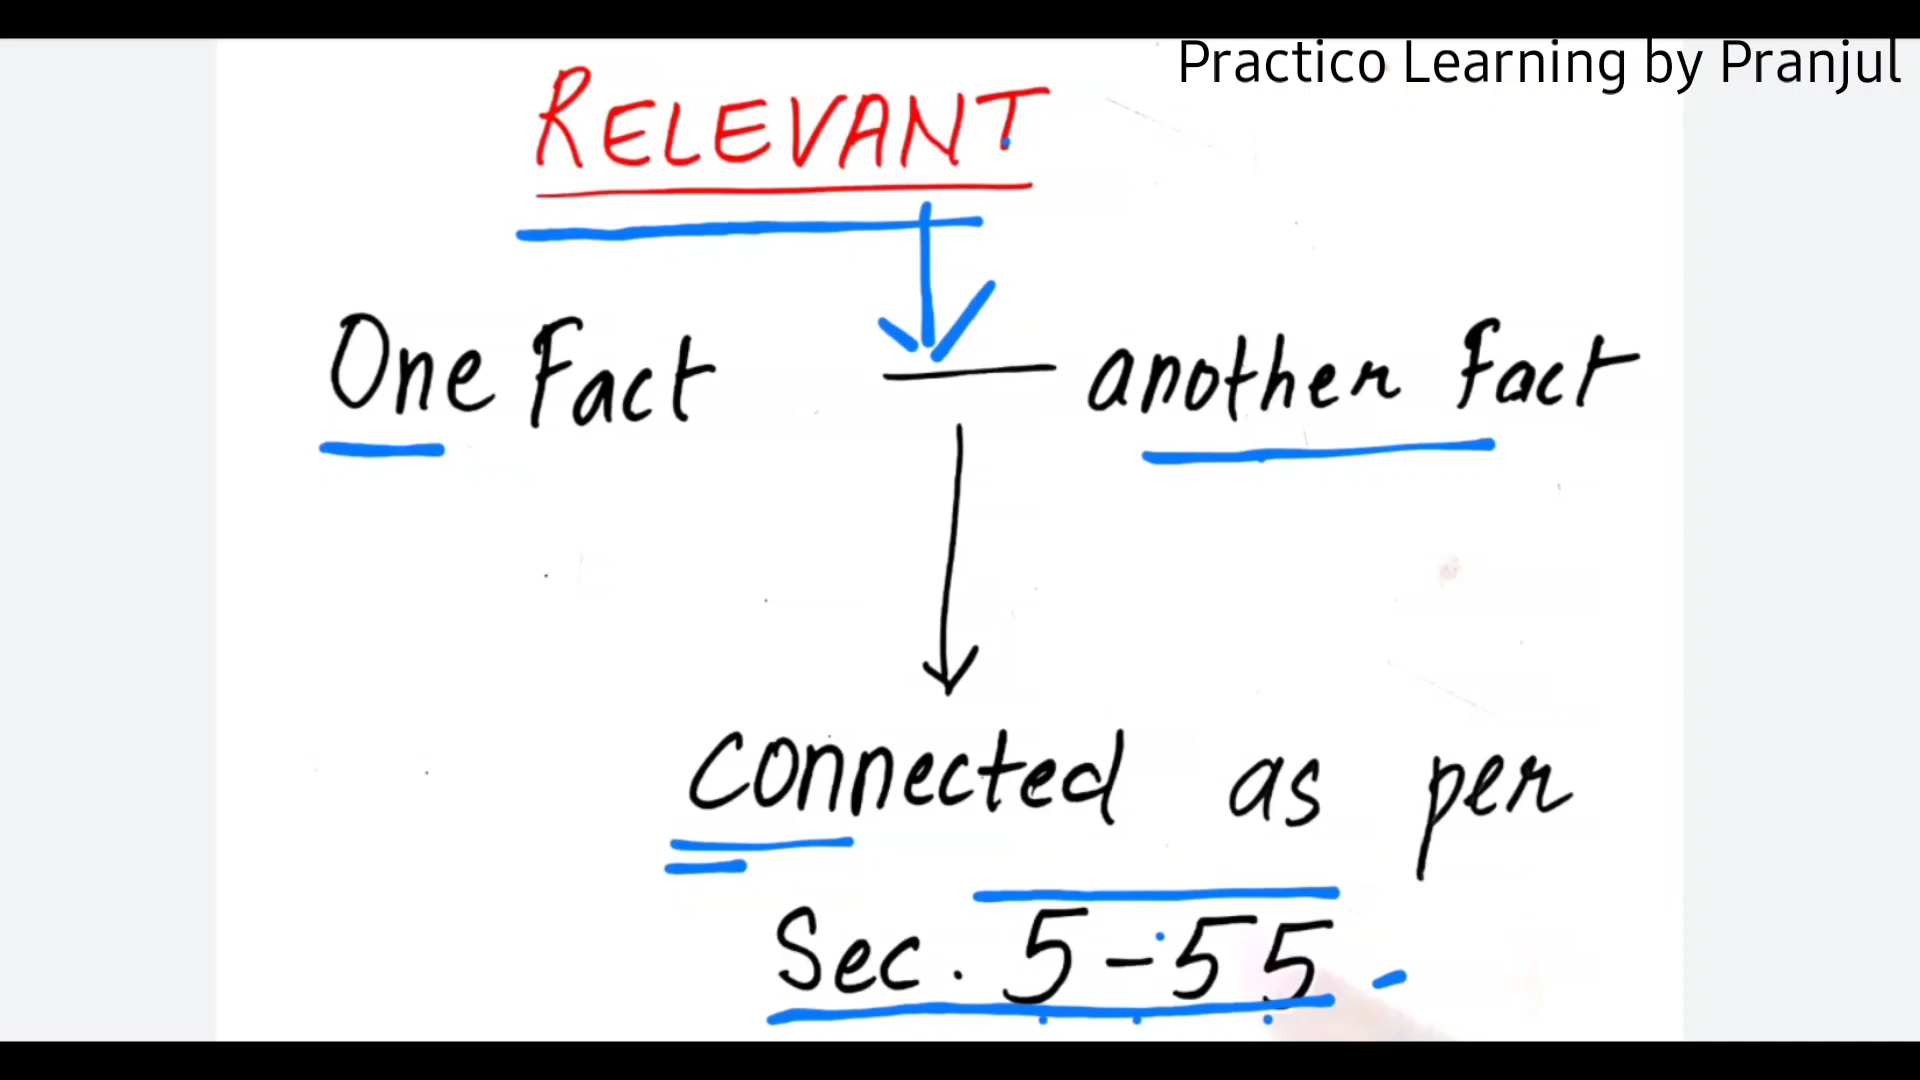 Practico Learning by Pranjul
RELEVANT
One Fact — another fact
connected as per
Sec. 5-55